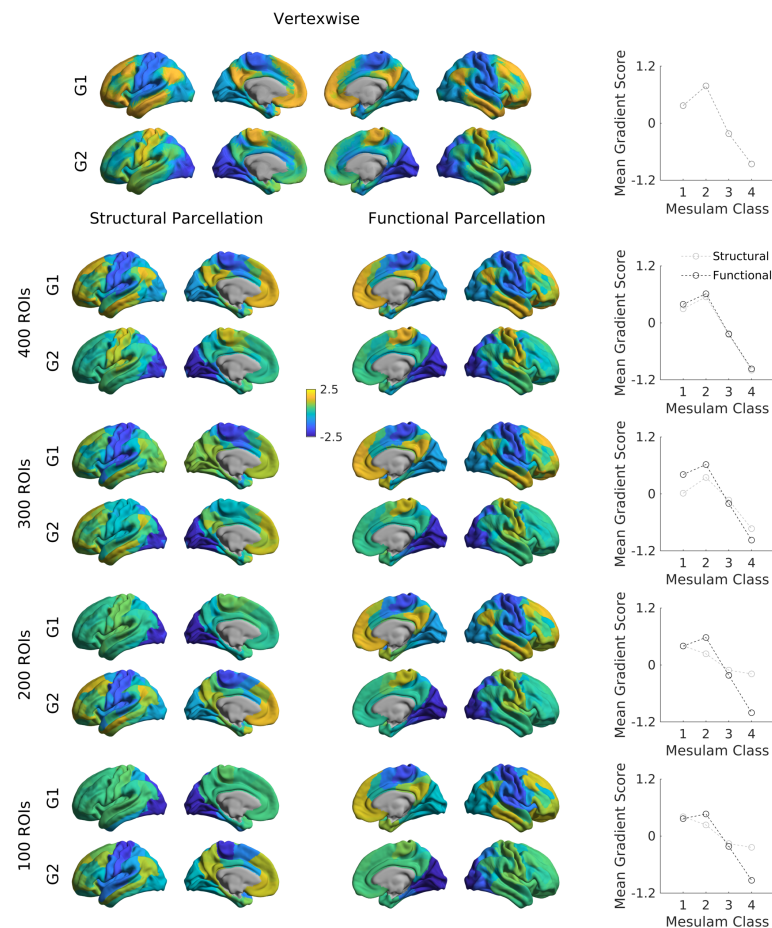 Vertexwise
G1
G2
Mean Gradient Score
1.2
0
-1.2
1 2 3 4
Mesulam Class
Structural Parcellation
Functional Parcellation
400 ROIs
G1
G2
Mean Gradient Score
1.2
0
-1.2
Structural
Functional
1 2 3 4
Mesulam Class
2.5
-2.5
300 ROIs
G1
G2
Mean Gradient Score
1.2
0
-1.2
1 2 3 4
Mesulam Class
200 ROIs
G1
G2
Mean Gradient Score
1.2
0
-1.2
1 2 3 4
Mesulam Class
100 ROIs
G1
G2
Mean Gradient Score
1.2
0
-1.2
1 2 3 4
Mesulam Class